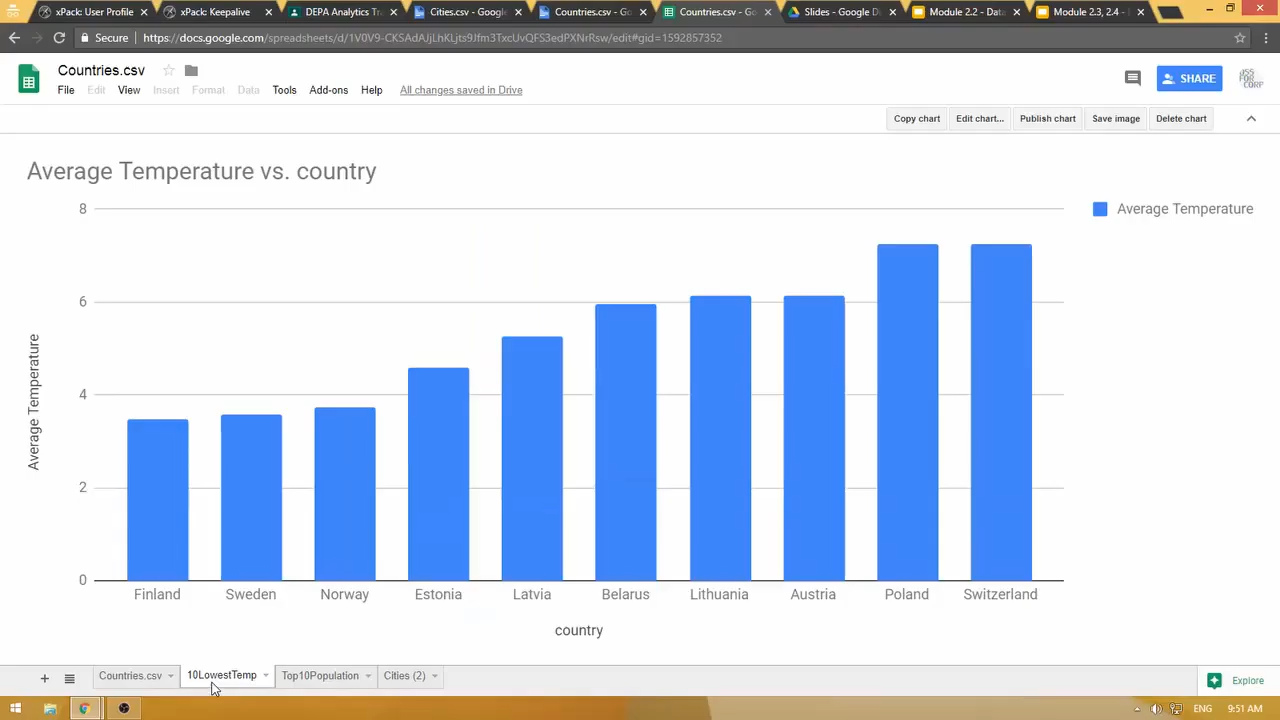 xPack User Profile
xPack: Keepalive
DEPA Analytics Tr
Countries.csv - Google
Countries.csv - Go
Countries.csv - Go
Slides - Google D
Module 2.2 - Data
Module 2.3, 2.4 -
Secure https://docs.google.com/spreadsheets/d/1V0V9-CKSAdAJjLhKLjts9Jfm3TxcUvQFS3edPXNrRsw/edit#gid=1592857352
Countries.csv
File Edit View Insert Format Data Tools Add-ons Help All changes saved in Drive
SHARE
Copy chart Edit chart... Publish chart Save image Delete chart
Average Temperature vs. country
Average Temperature
8
6
4
2
0
Average Temperature
Finland Sweden Norway Estonia Latvia Belarus Lithuania Austria Poland Switzerland
country
Countries.csv 10LowestTemp Top10Population Cities (2)
Explore
ENG 9:51 AM